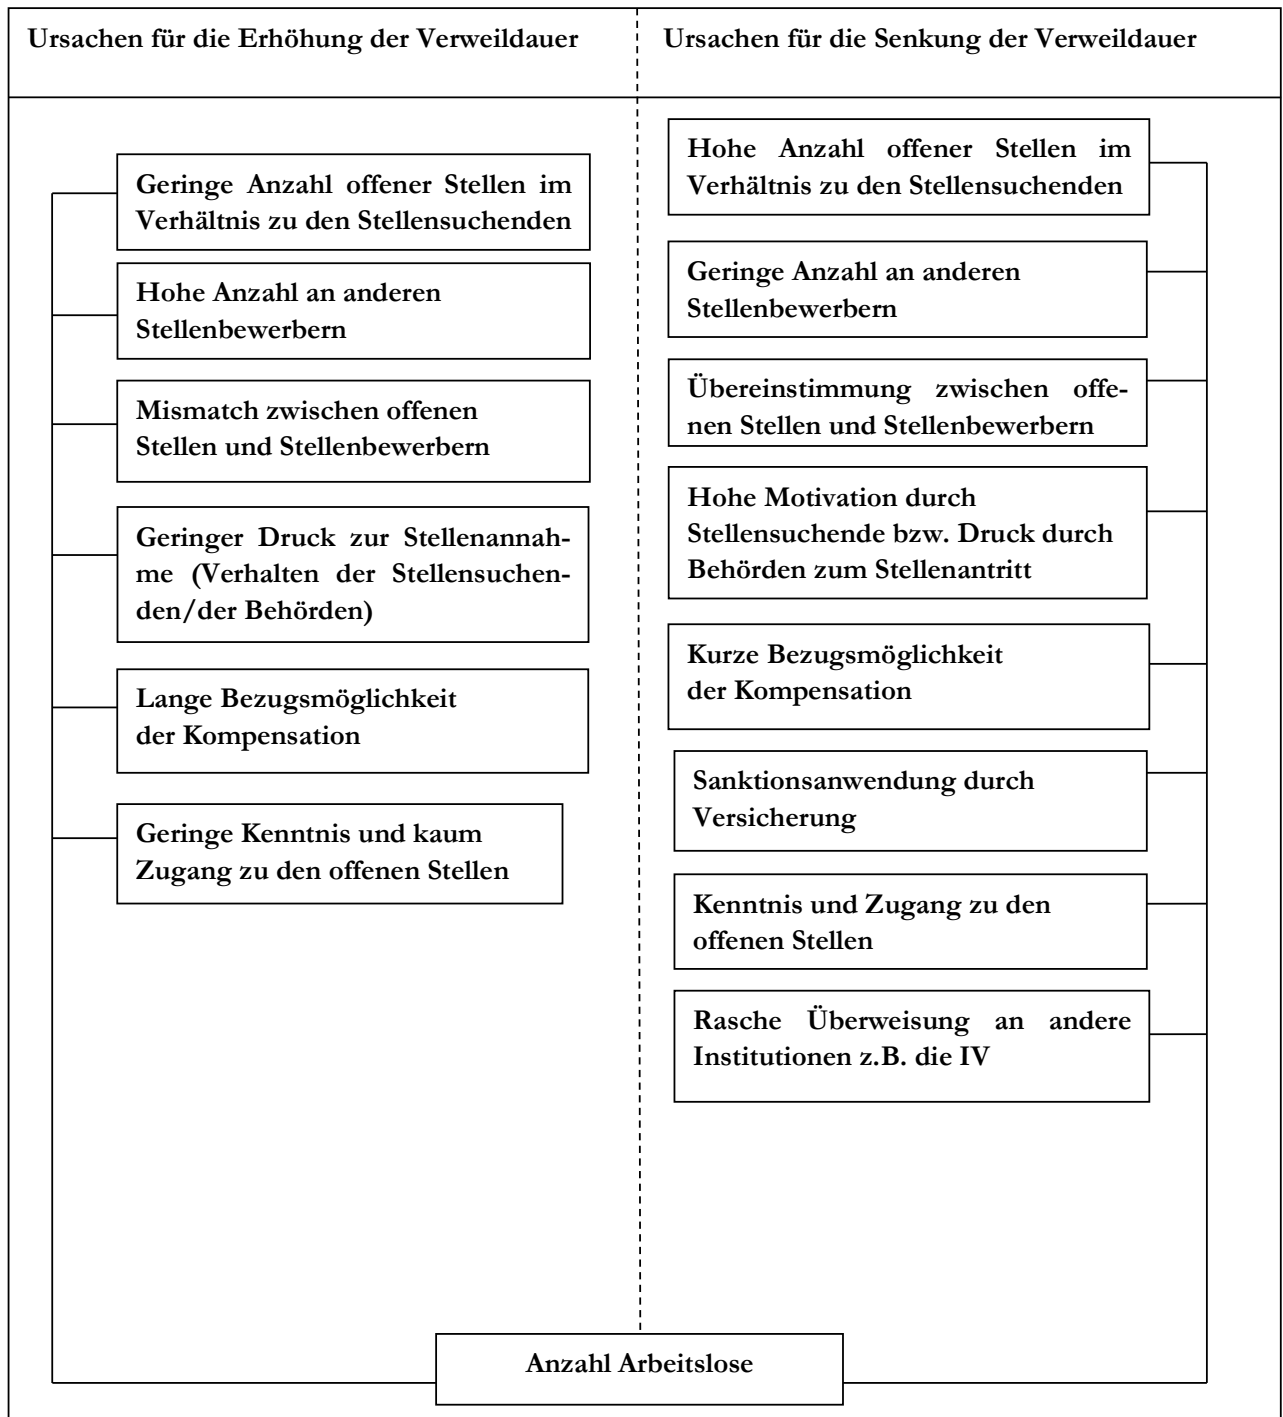 Ursachen für die Erhöhung der Verweildauer
Ursachen für die Senkung der Verweildauer
Geringe Anzahl offener Stellen im
Verhältnis zu den Stellensuchenden
Hohe Anzahl an anderen
Stellenbewerbern
Mismatch zwischen offenen
Stellen und Stellenbewerbern
Geringer Druck zur Stellenannah-
me (Verhalten der Stellensuchen-
den/der Behörden)
Lange Bezugsmöglichkeit
der Kompensation
Geringe Kenntnis und kaum
Zugang zu den offenen Stellen
Hohe Anzahl offener Stellen im
Verhältnis zu den Stellensuchenden
Geringe Anzahl an anderen
Stellenbewerbern
Übereinstimmung zwischen offe-
nen Stellen und Stellenbewerbern
Hohe Motivation durch
Stellensuchende bzw. Druck durch
Behörden zum Stellenantritt
Kurze Bezugsmöglichkeit
der Kompensation
Sanktionsanwendung durch
Versicherung
Kenntnis und Zugang zu den
offenen Stellen
Rasche Überweisung an andere
Institutionen z.B. die IV
Anzahl Arbeitslose